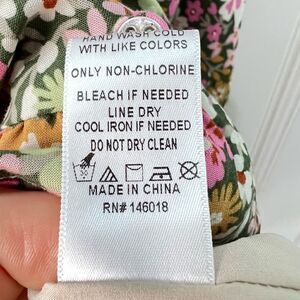 HAND WASH COLD
WITH LIKE COLORS
ONLY NON-CHLORINE
BLEACH IF NEEDED
LINE DRY
COOL IRON IF NEEDED
DO NOT DRY CLEAN
MADE IN CHINA
RN# 146018